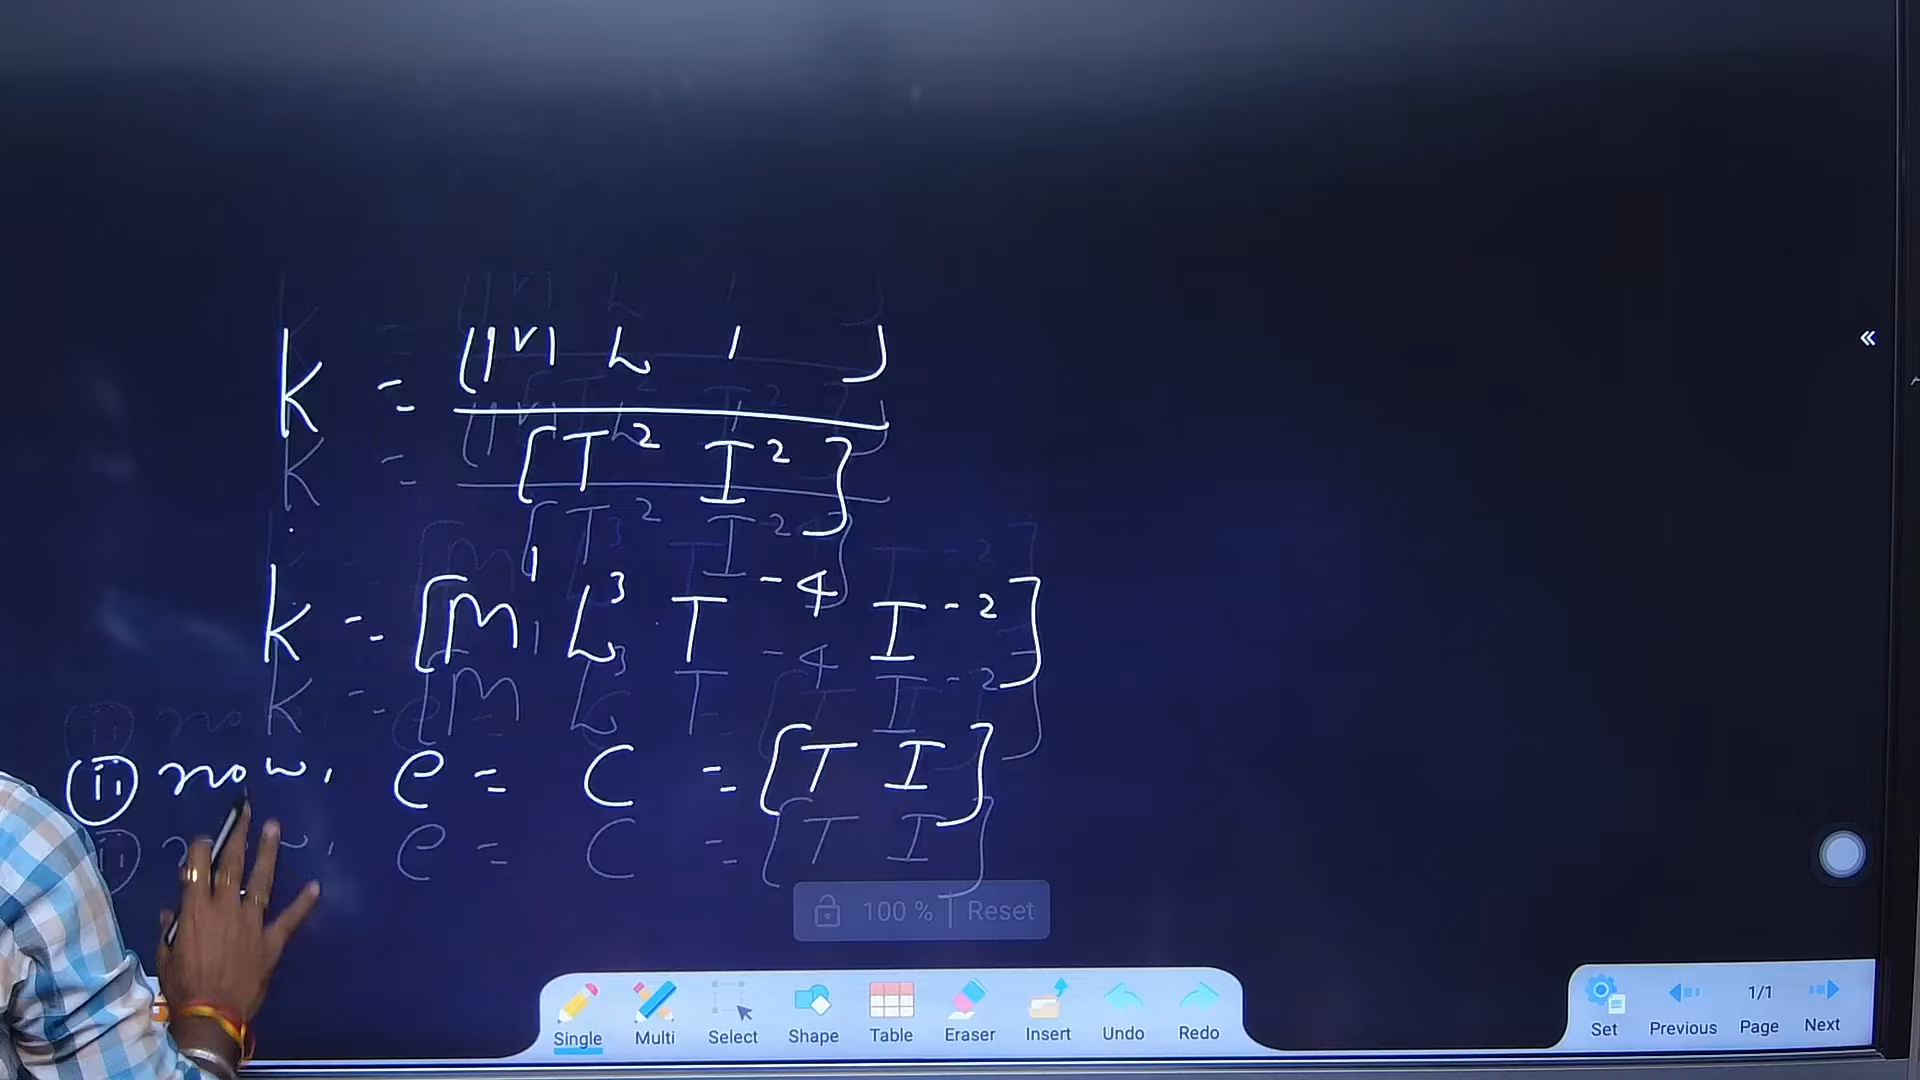 K =
[T² I²]
K = [M¹ L³ T⁻⁴ I⁻²]
(ii) now, e = C = [T I]
100 % | Reset
Single Multi Select Shape Table Eraser Insert Undo Redo
Set Previous 1/1 Page Next